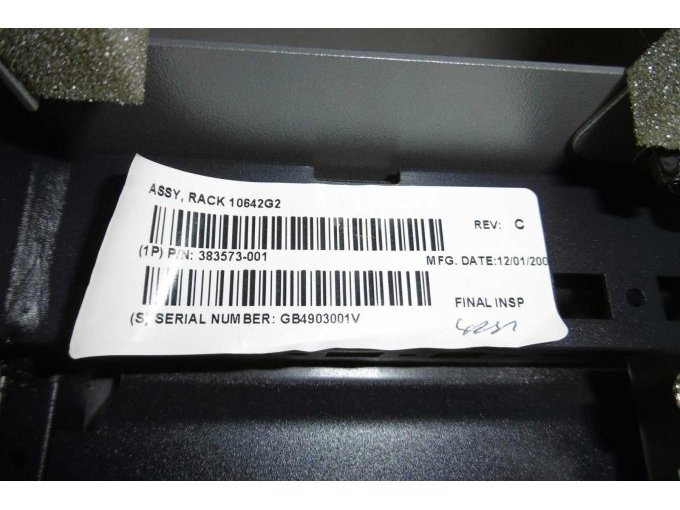 ASSY, RACK 10642G2
REV: C
(1P) P/N: 383573-001
MFG. DATE:12/01/200
FINAL INSP
(S) SERIAL NUMBER: GB4903001V